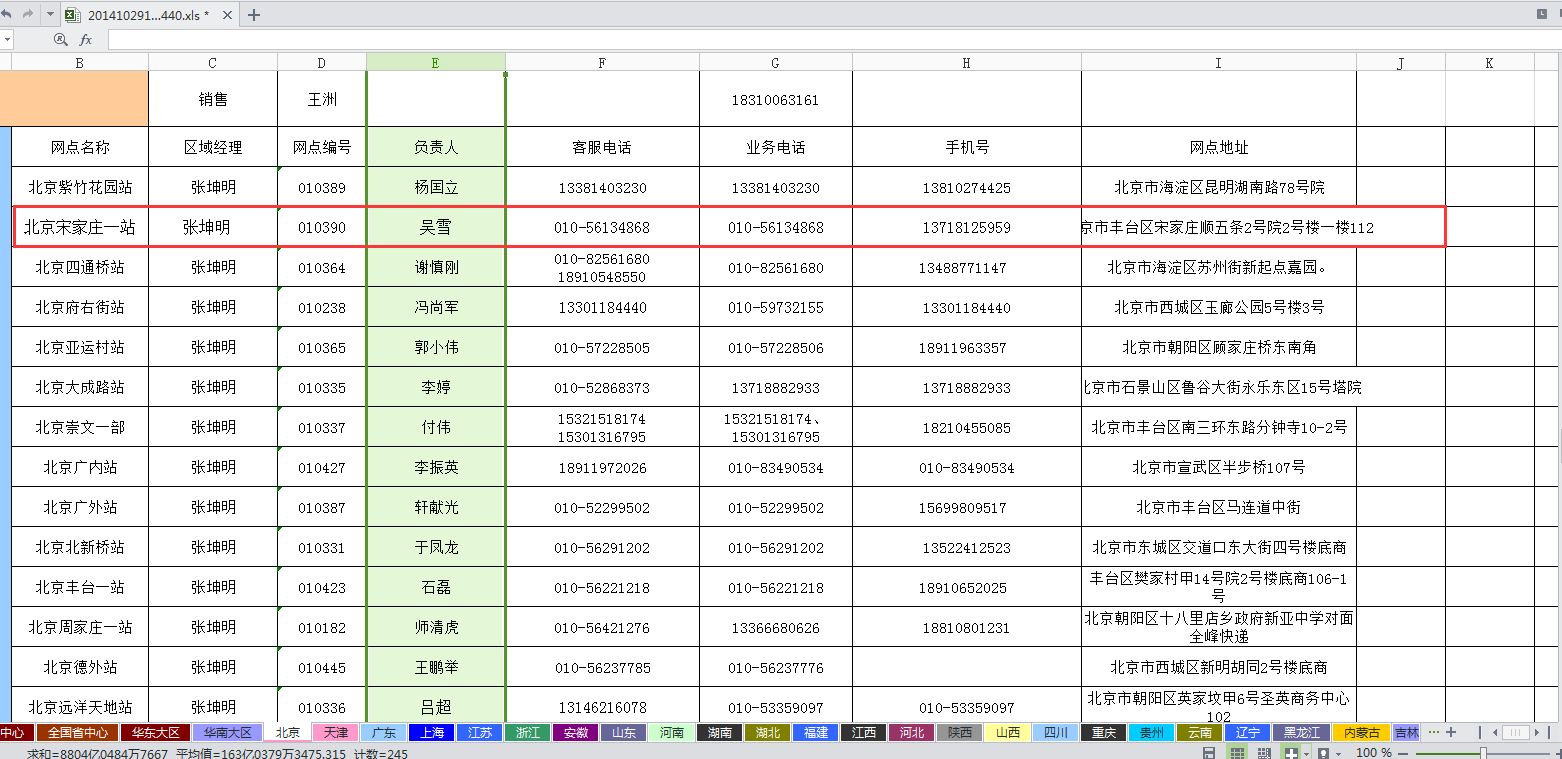 201410291...440.xls *
fx
B C D E F G H I J K
销售 王洲 18310063161
网点名称 区域经理 网点编号 负责人 客服电话 业务电话 手机号 网点地址
北京紫竹花园站 张坤明 010389 杨国立 13381403230 13381403230 13810274425 北京市海淀区昆明湖南路78号院
北京宋家庄一站 张坤明 010390 吴雪 010-56134868 010-56134868 13718125959 京市丰台区宋家庄顺五条2号院2号楼一楼112
北京四通桥站 张坤明 010364 谢慎刚 010-82561680 010-82561680 13488771147 北京市海淀区苏州街新起点嘉园。
18910548550
北京府右街站 张坤明 010238 冯尚军 13301184440 010-59732155 13301184440 北京市西城区玉廊公园5号楼3号
北京亚运村站 张坤明 010365 郭小伟 010-57228505 010-57228506 18911963357 北京市朝阳区顾家庄桥东南角
北京大成路站 张坤明 010335 李婷 010-52868373 13718882933 13718882933 北京市石景山区鲁谷大街永乐东区15号塔院
北京崇文一部 张坤明 010337 付伟 15321518174 15321518174、 18210455085 北京市丰台区南三环东路分钟寺10-2号
15301316795 15301316795
北京广内站 张坤明 010427 李振英 18911972026 010-83490534 010-83490534 北京市宣武区半步桥107号
北京广外站 张坤明 010387 轩献光 010-52299502 010-52299502 15699809517 北京市丰台区马连道中街
北京北新桥站 张坤明 010331 于凤龙 010-56291202 010-56291202 13522412523 北京市东城区交道口东大街四号楼底商
北京丰台一站 张坤明 010423 石磊 010-56221218 010-56221218 18910652025 丰台区樊家村甲14号院2号楼底商106-1
号
北京周家庄一站 张坤明 010182 师清虎 010-56421276 13366680626 18810801231 北京朝阳区十八里店乡政府新亚中学对面
全峰快递
北京德外站 张坤明 010445 王鹏举 010-56237785 010-56237776 北京市西城区新明胡同2号楼底商
北京远洋天地站 张坤明 010336 吕超 13146216078 010-53359097 010-53359097 北京市朝阳区英家坟甲6号圣英商务中心
102
中心 全国省中心 华东大区 华南大区 北京 天津 广东 上海 江苏 浙江 安徽 山东 河南 湖南 湖北 福建 江西 河北 陕西 山西 四川 重庆 贵州 云南 辽宁 黑龙江 内蒙古 吉林 ···
求和=8804亿0484万7667 平均值=163亿0379万3475.315 计数=245 100 %